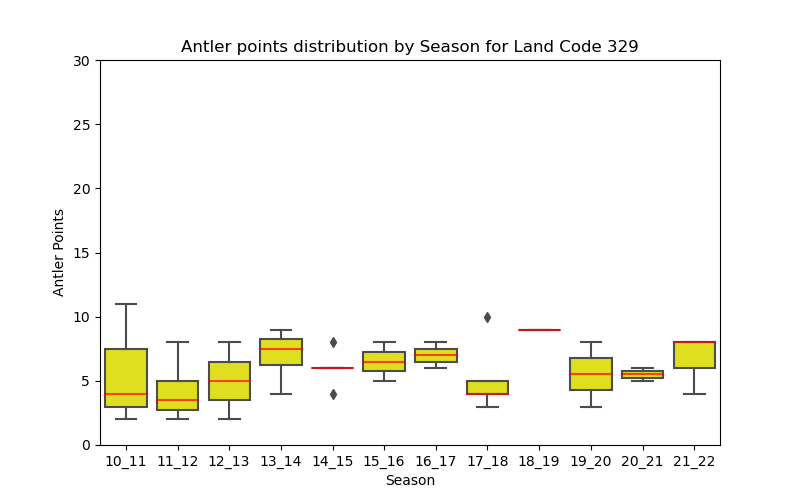 Antler points distribution by Season for Land Code 329
Antler Points
30
25
20
15
10
5
0
10_11 11_12 12_13 13_14 14_15 15_16 16_17 17_18 18_19 19_20 20_21 21_22
Season